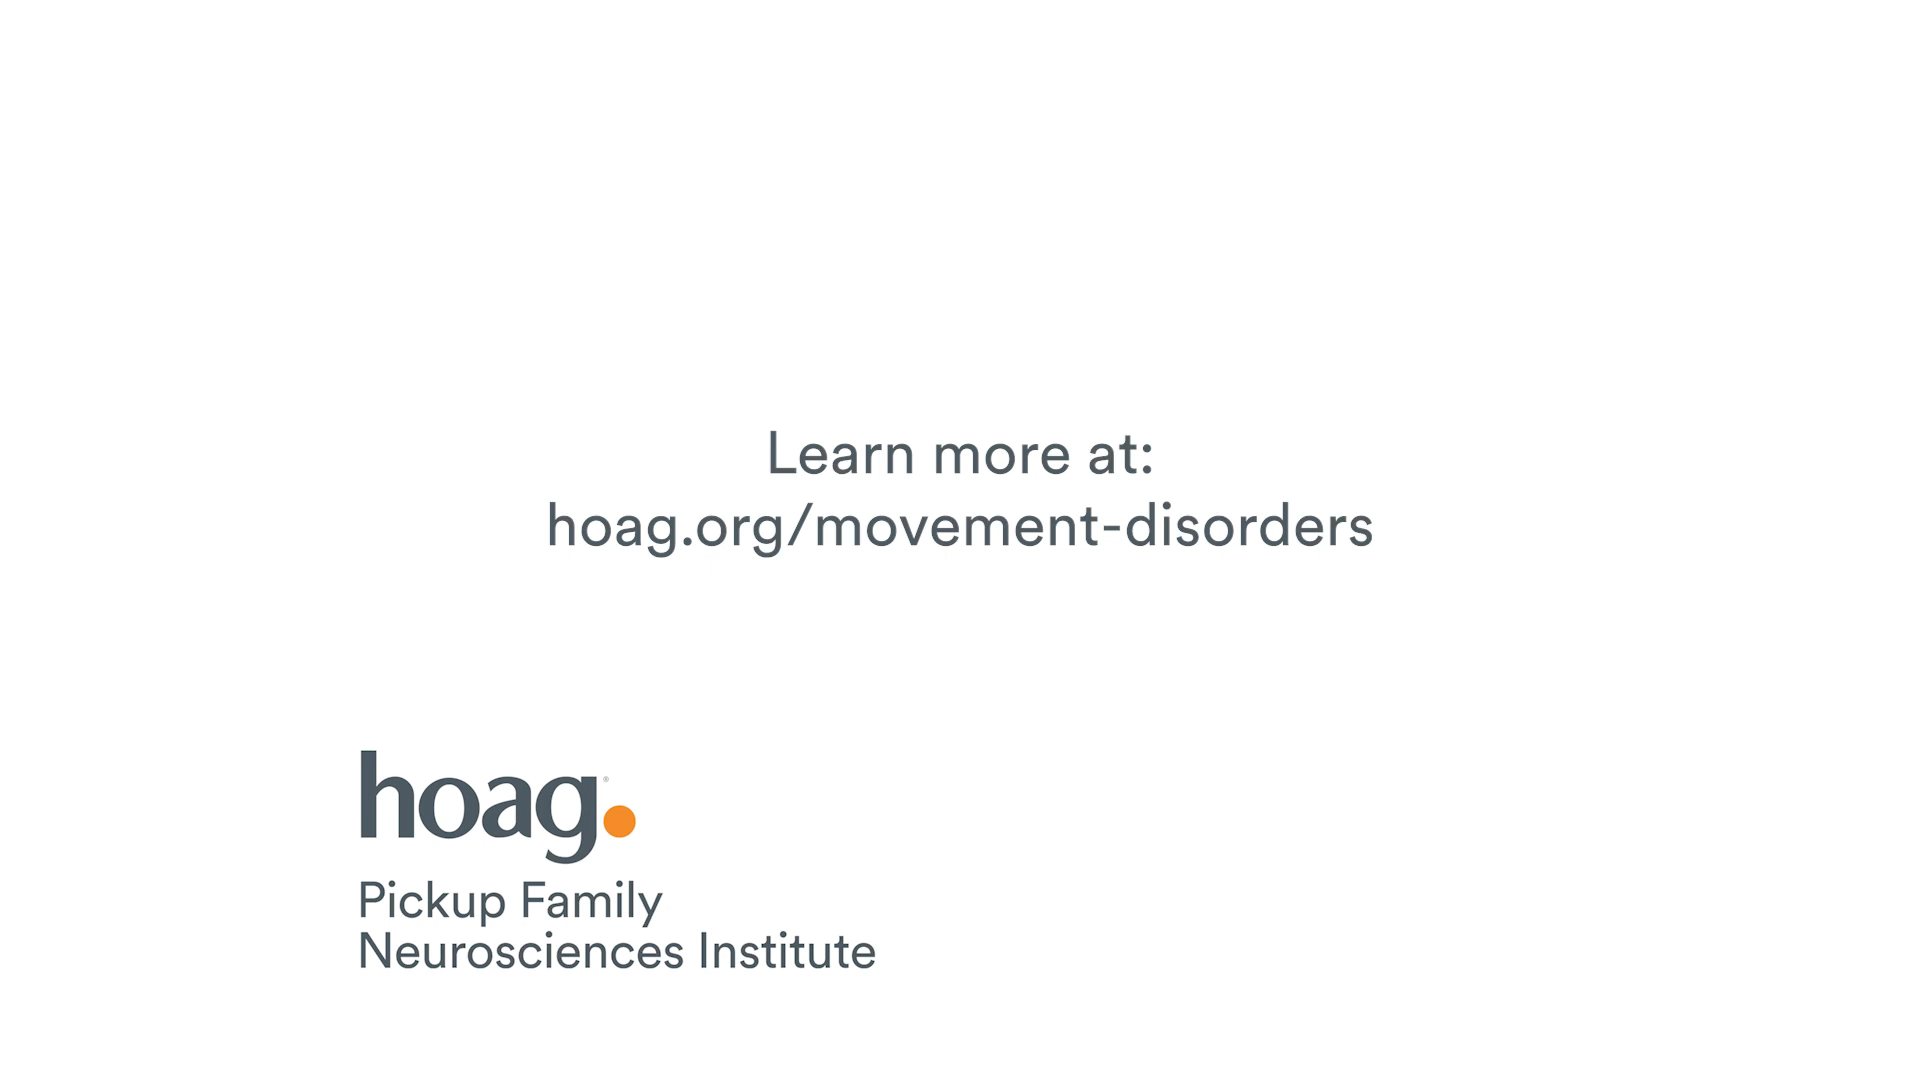 Learn more at:
hoag.org/movement-disorders
hoag.®
Pickup Family
Neurosciences Institute